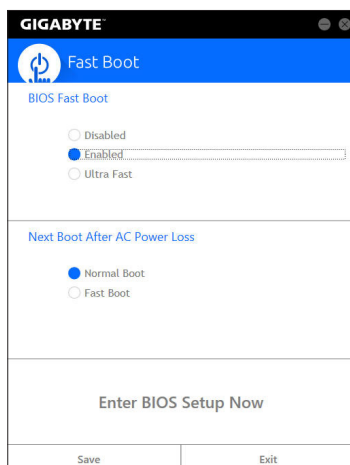 GIGABYTE™
Fast Boot
BIOS Fast Boot
Disabled
Enabled
Ultra Fast
Next Boot After AC Power Loss
Normal Boot
Fast Boot
Enter BIOS Setup Now
Save Exit